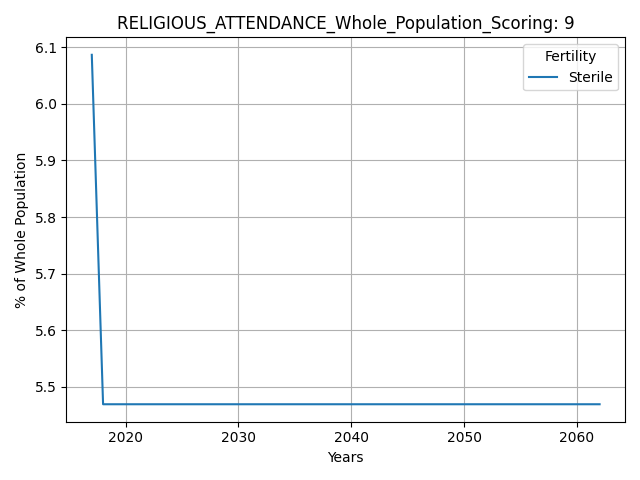 RELIGIOUS_ATTENDANCE_Whole_Population_Scoring: 9
Fertility
Sterile
% of Whole Population
6.1
6.0
5.9
5.8
5.7
5.6
5.5
2020 2030 2040 2050 2060
Years